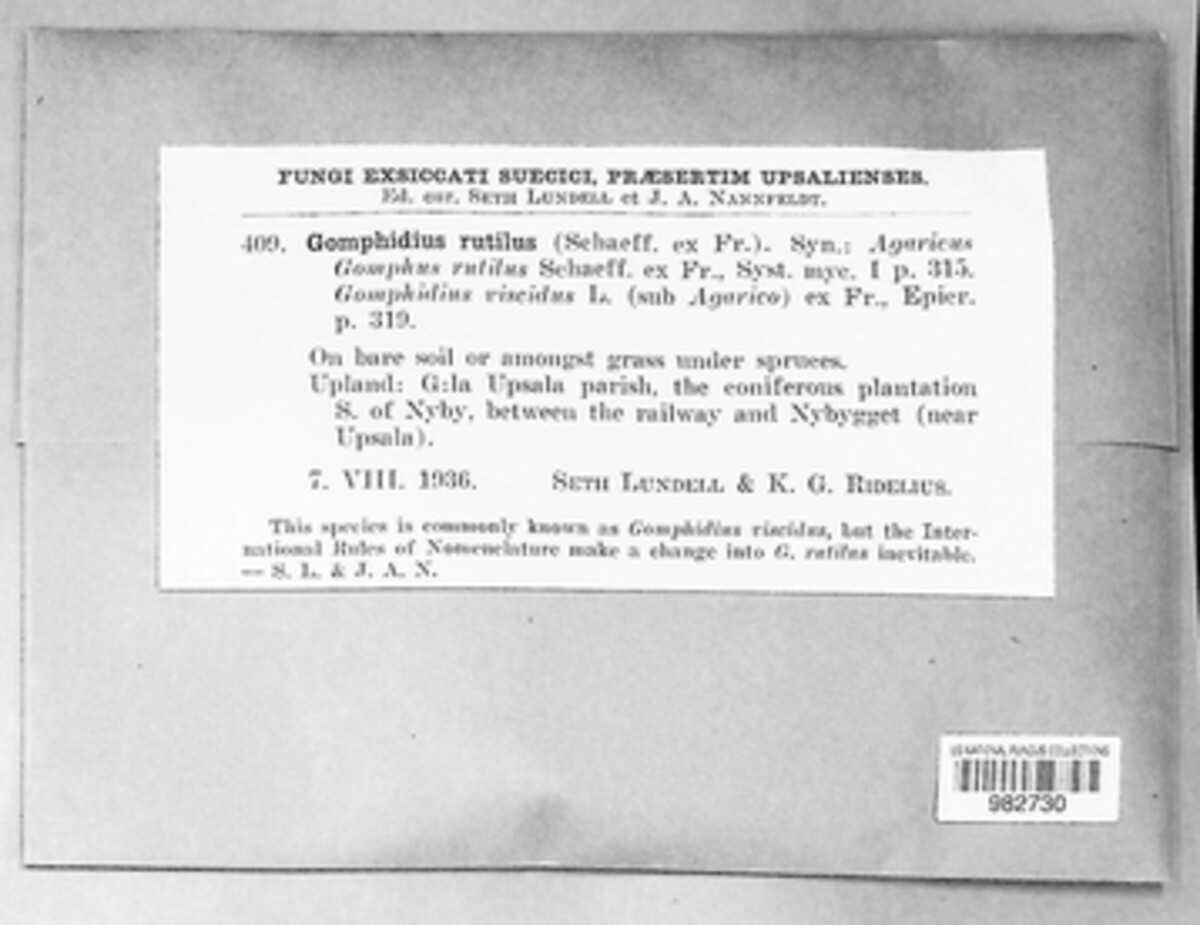 FUNGI EXSICCATI SUECICI, PRÆSERTIM UPSALIENSES.
Ed. cur. SETH LUNDELL et J. A. NANNFELDT.
409. Gomphidius rutilus (Schaeff. ex Fr.). Syn.: Agaricus
Gomphus rutilus Schaeff. ex Fr., Syst. myc. I p. 315.
Gomphidius viscidus L. (sub Agarico) ex Fr., Epicr.
p. 319.
On bare soil or amongst grass under spruces.
Upland: G:la Upsala parish, the coniferous plantation
S. of Nyby, between the railway and Nybygget (near
Upsala).
7. VIII. 1936. SETH LUNDELL & K. G. RIDELIUS.
This species is commonly known as Gomphidius viscidus, but the Inter-
national Rules of Nomenclature make a change into G. rutilus inevitable.
— S. L. & J. A. N.
US NATIONAL FUNGUS COLLECTIONS
982730